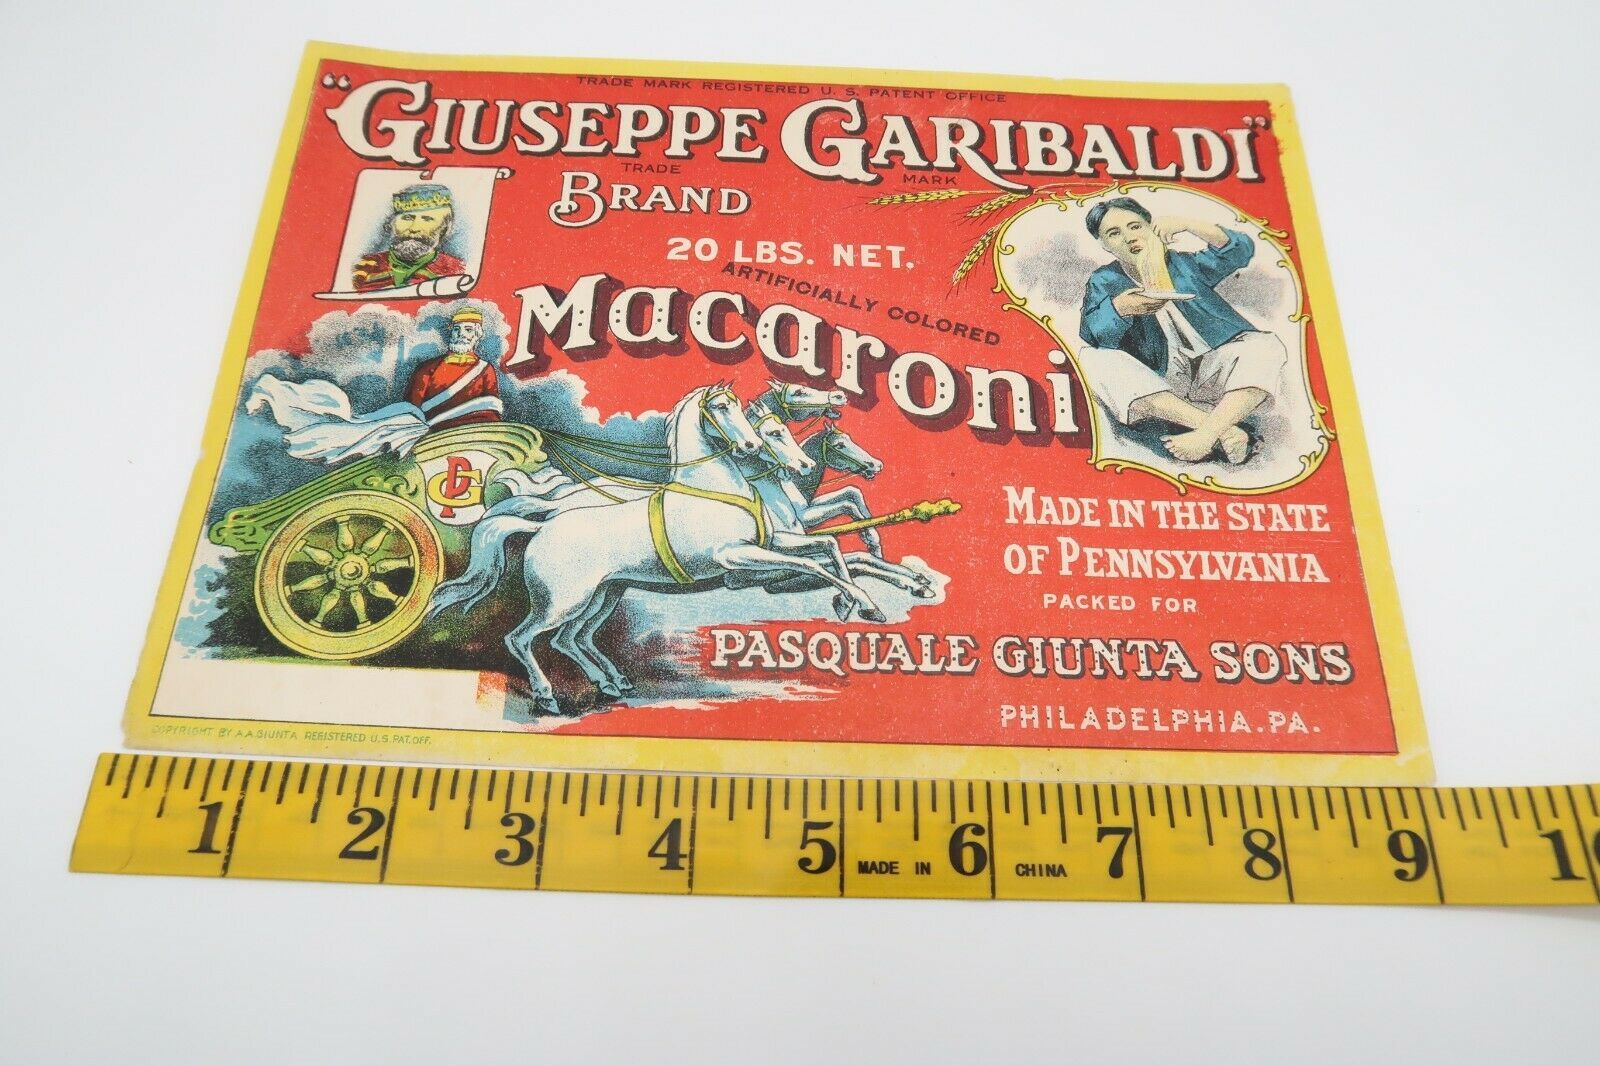 TRADE MARK REGISTERED U. S. PATENT OFFICE
"GIUSEPPE GARIBALDI"
TRADE MARK
BRAND
20 LBS. NET.
ARTIFICIALLY COLORED
Macaroni
PG
MADE IN THE STATE
OF PENNSYLVANIA
PACKED FOR
PASQUALE GIUNTA SONS
PHILADELPHIA. PA.
COPYRIGHT BY A.A.GIUNTA REGISTERED U.S. PAT. OFF.
1 2 3 4 5 MADE IN 6 CHINA 7 8 9 10